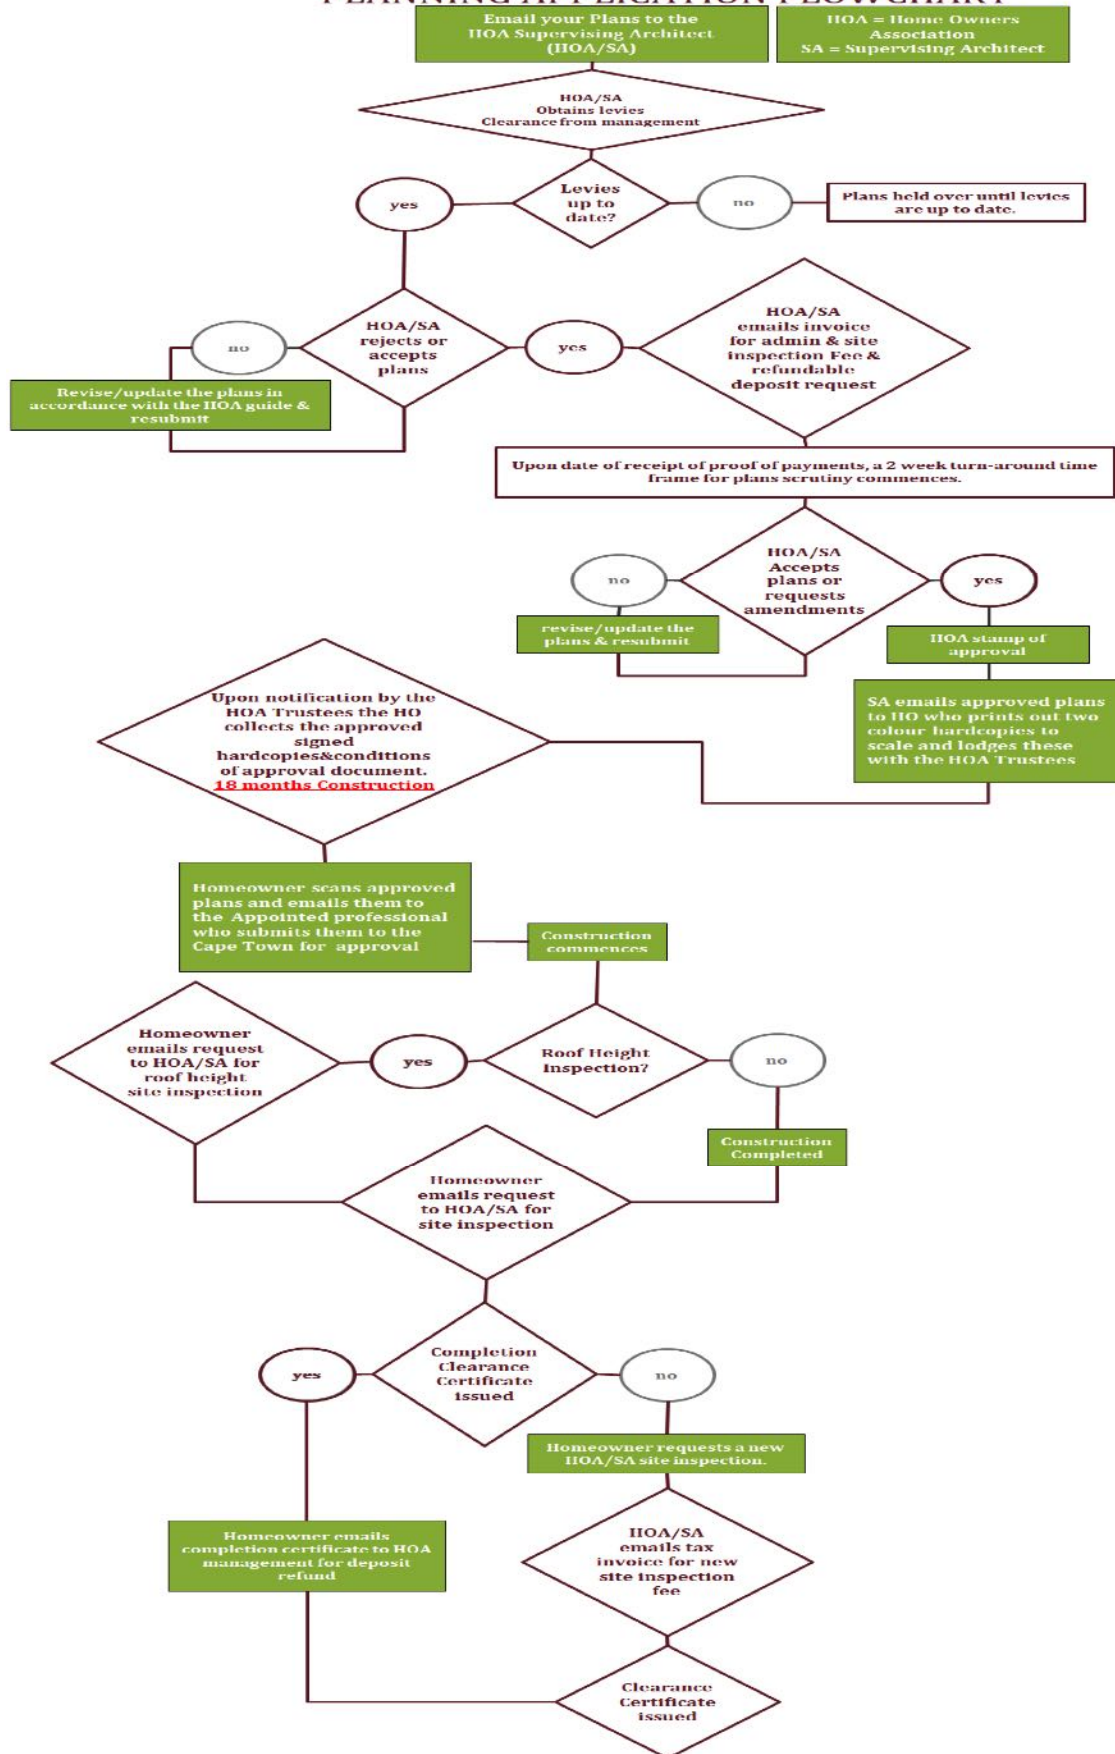 PLANNING APPLICATION FLOWCHART
Email your Plans to the
HOA Supervising Architect
(HOA/SA)
HOA = Home Owners
Association
SA = Supervising Architect
HOA/SA
Obtains levies
Clearance from management
Levies
up to
date?
yes
no
Plans held over until levies
are up to date.
HOA/SA
rejects or
accepts
plans
no
yes
HOA/SA
emails invoice
for admin & site
inspection Fee &
refundable
deposit request
Revise/update the plans in
accordance with the HOA guide &
resubmit
Upon date of receipt of proof of payments, a 2 week turn-around time
frame for plans scrutiny commences.
HOA/SA
Accepts
plans or
requests
amendments
no
yes
revise/update the
plans & resubmit
HOA stamp of
approval
SA emails approved plans
to HO who prints out two
colour hardcopies to
scale and lodges these
with the HOA Trustees
Upon notification by the
HOA Trustees the HO
collects the approved
signed
hardcopies&conditions
of approval document.
18 months Construction
Homeowner scans approved
plans and emails them to
the Appointed professional
who submits them to the
Cape Town for approval
Construction
commences
Homeowner
emails request
to HOA/SA for
roof height
site inspection
yes
Roof Height
Inspection?
no
Construction
Completed
Homeowner
emails request
to HOA/SA for
site inspection
Completion
Clearance
Certificate
issued
yes
no
Homeowner requests a new
HOA/SA site inspection.
Homeowner emails
completion certificate to HOA
management for deposit
refund
HOA/SA
emails tax
invoice for new
site inspection
fee
Clearance
Certificate
issued